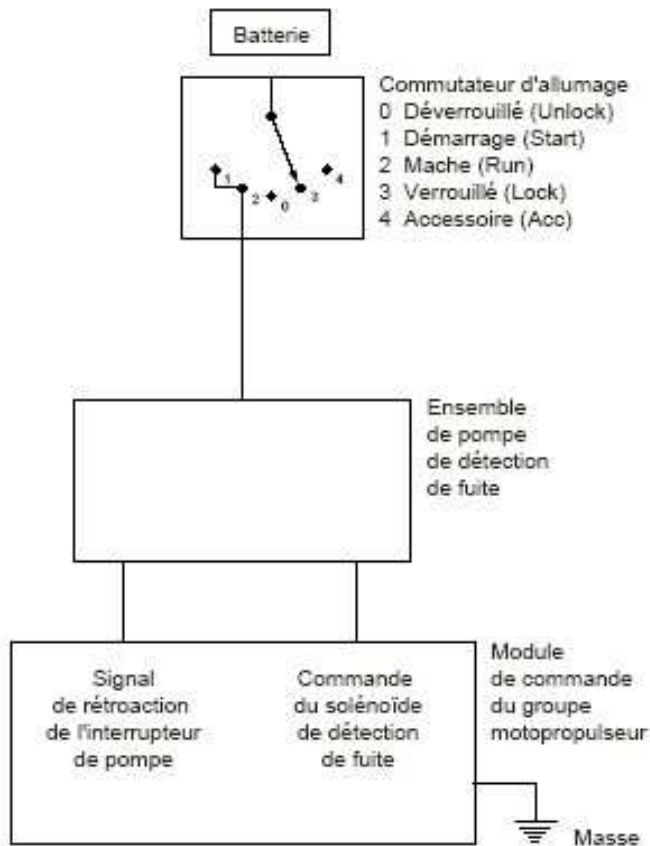 Batterie
Commutateur d'allumage
0 Déverrouillé (Unlock)
1 Démarrage (Start)
2 Mache (Run)
3 Verrouillé (Lock)
4 Accessoire (Acc)
1
2
0
3
4
Ensemble
de pompe
de détection
de fuite
Signal
de rétroaction
de l'interrupteur
de pompe
Commande
du solénoïde
de détection
de fuite
Module
de commande
du groupe
motopropulseur
Masse